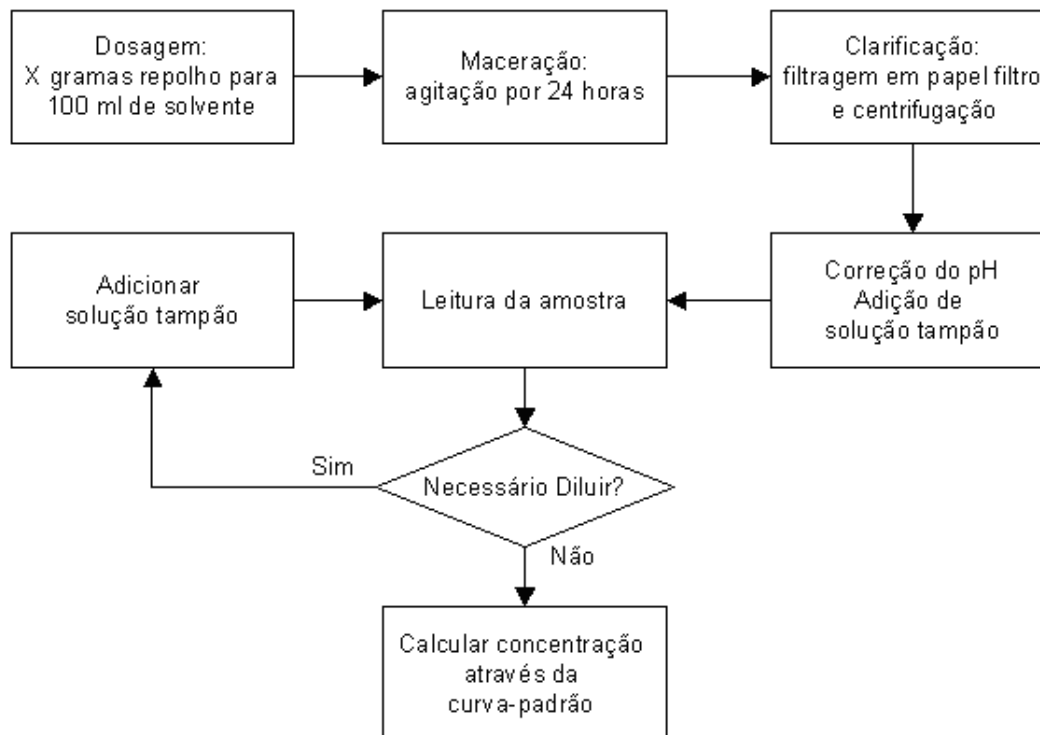 Dosagem:
X gramas repolho para
100 ml de solvente
Maceração:
agitação por 24 horas
Clarificação:
filtragem em papel filtro
e centrifugação
Correção do pH
Adição de
solução tampão
Leitura da amostra
Adicionar
solução tampão
Necessário Diluir?
Sim
Não
Calcular concentração
através da
curva-padrão